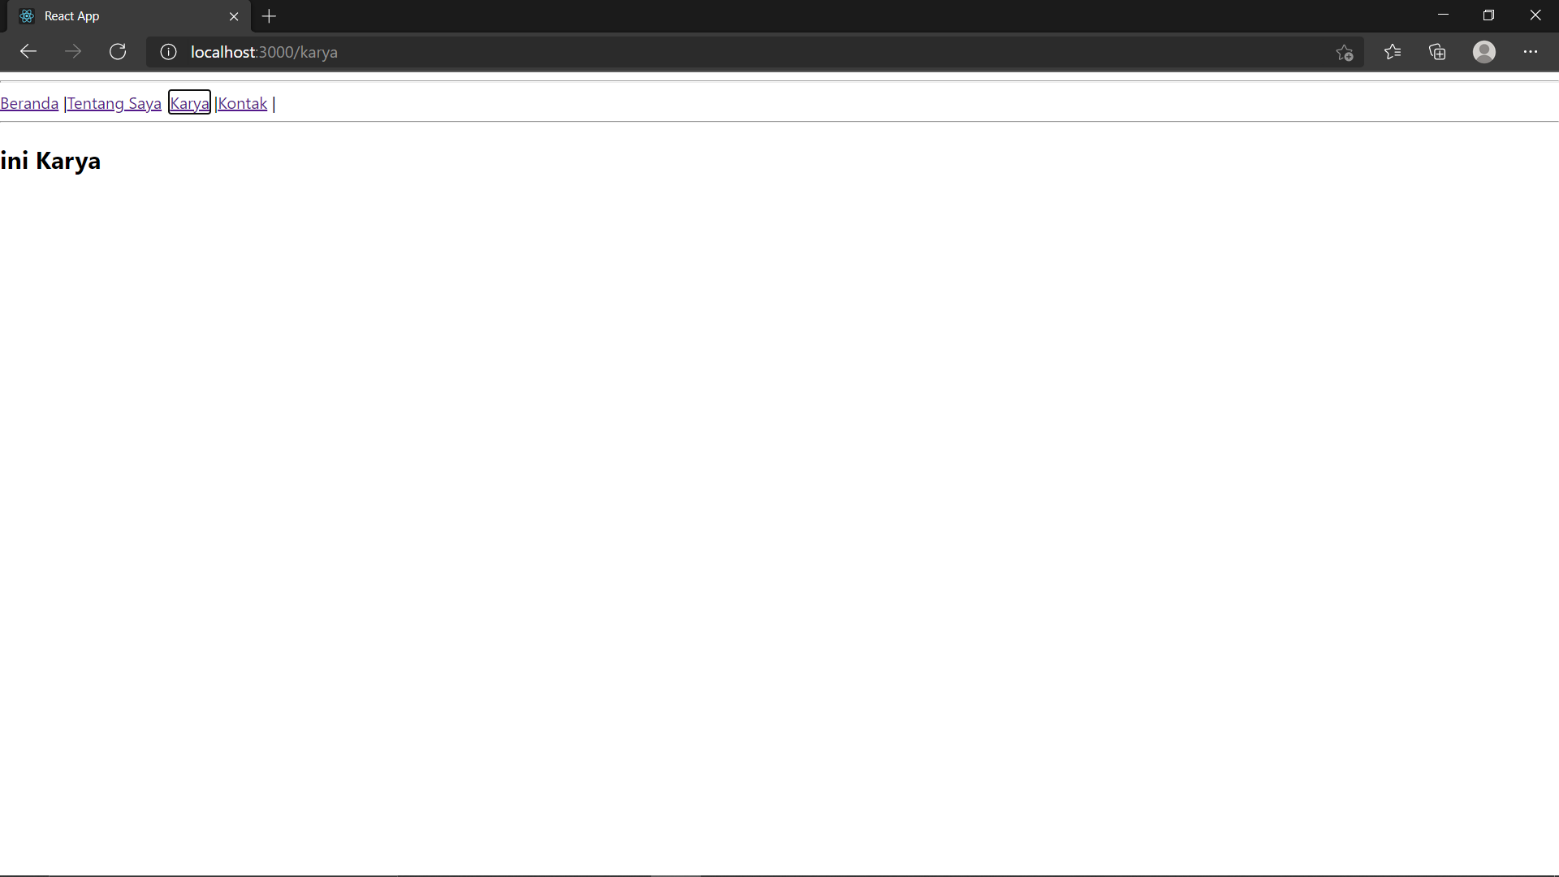 React App
localhost:3000/karya
Beranda |Tentang Saya Karya |Kontak |
ini Karya